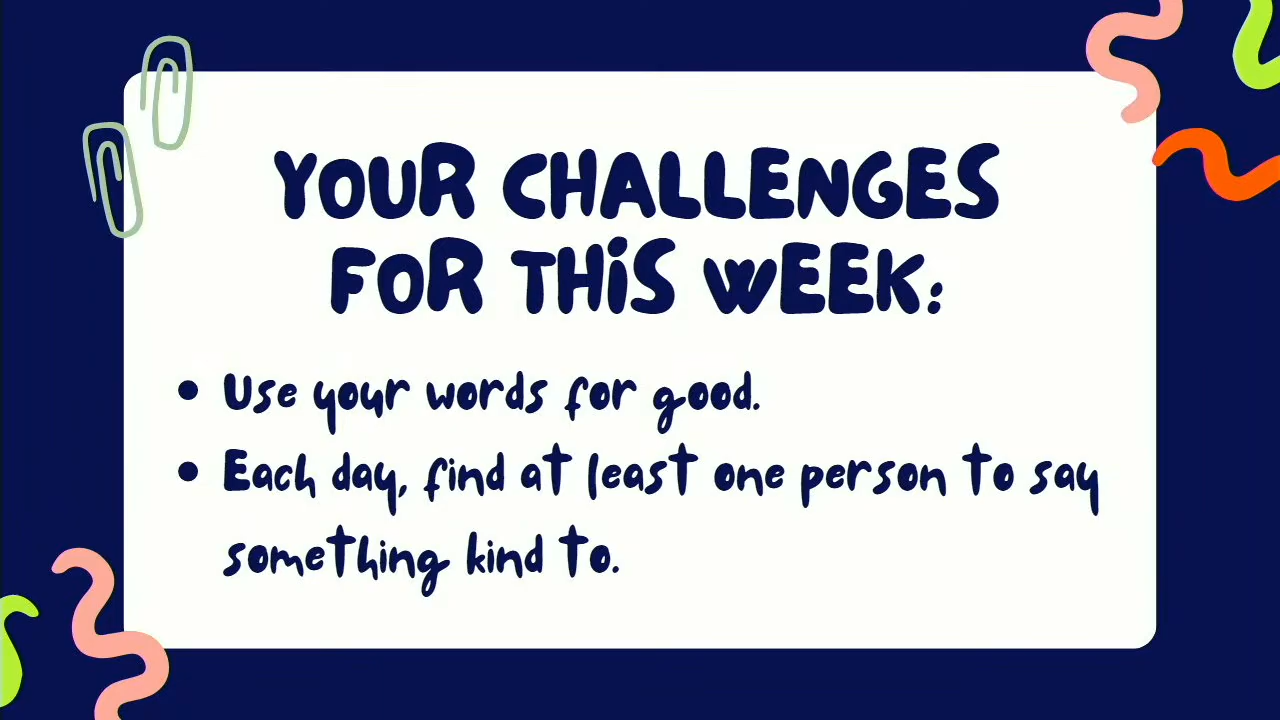 YOUR CHALLENGES
FOR THIS WEEK:
• Use your words for good.
• Each day, find at least one person to say
something kind to.